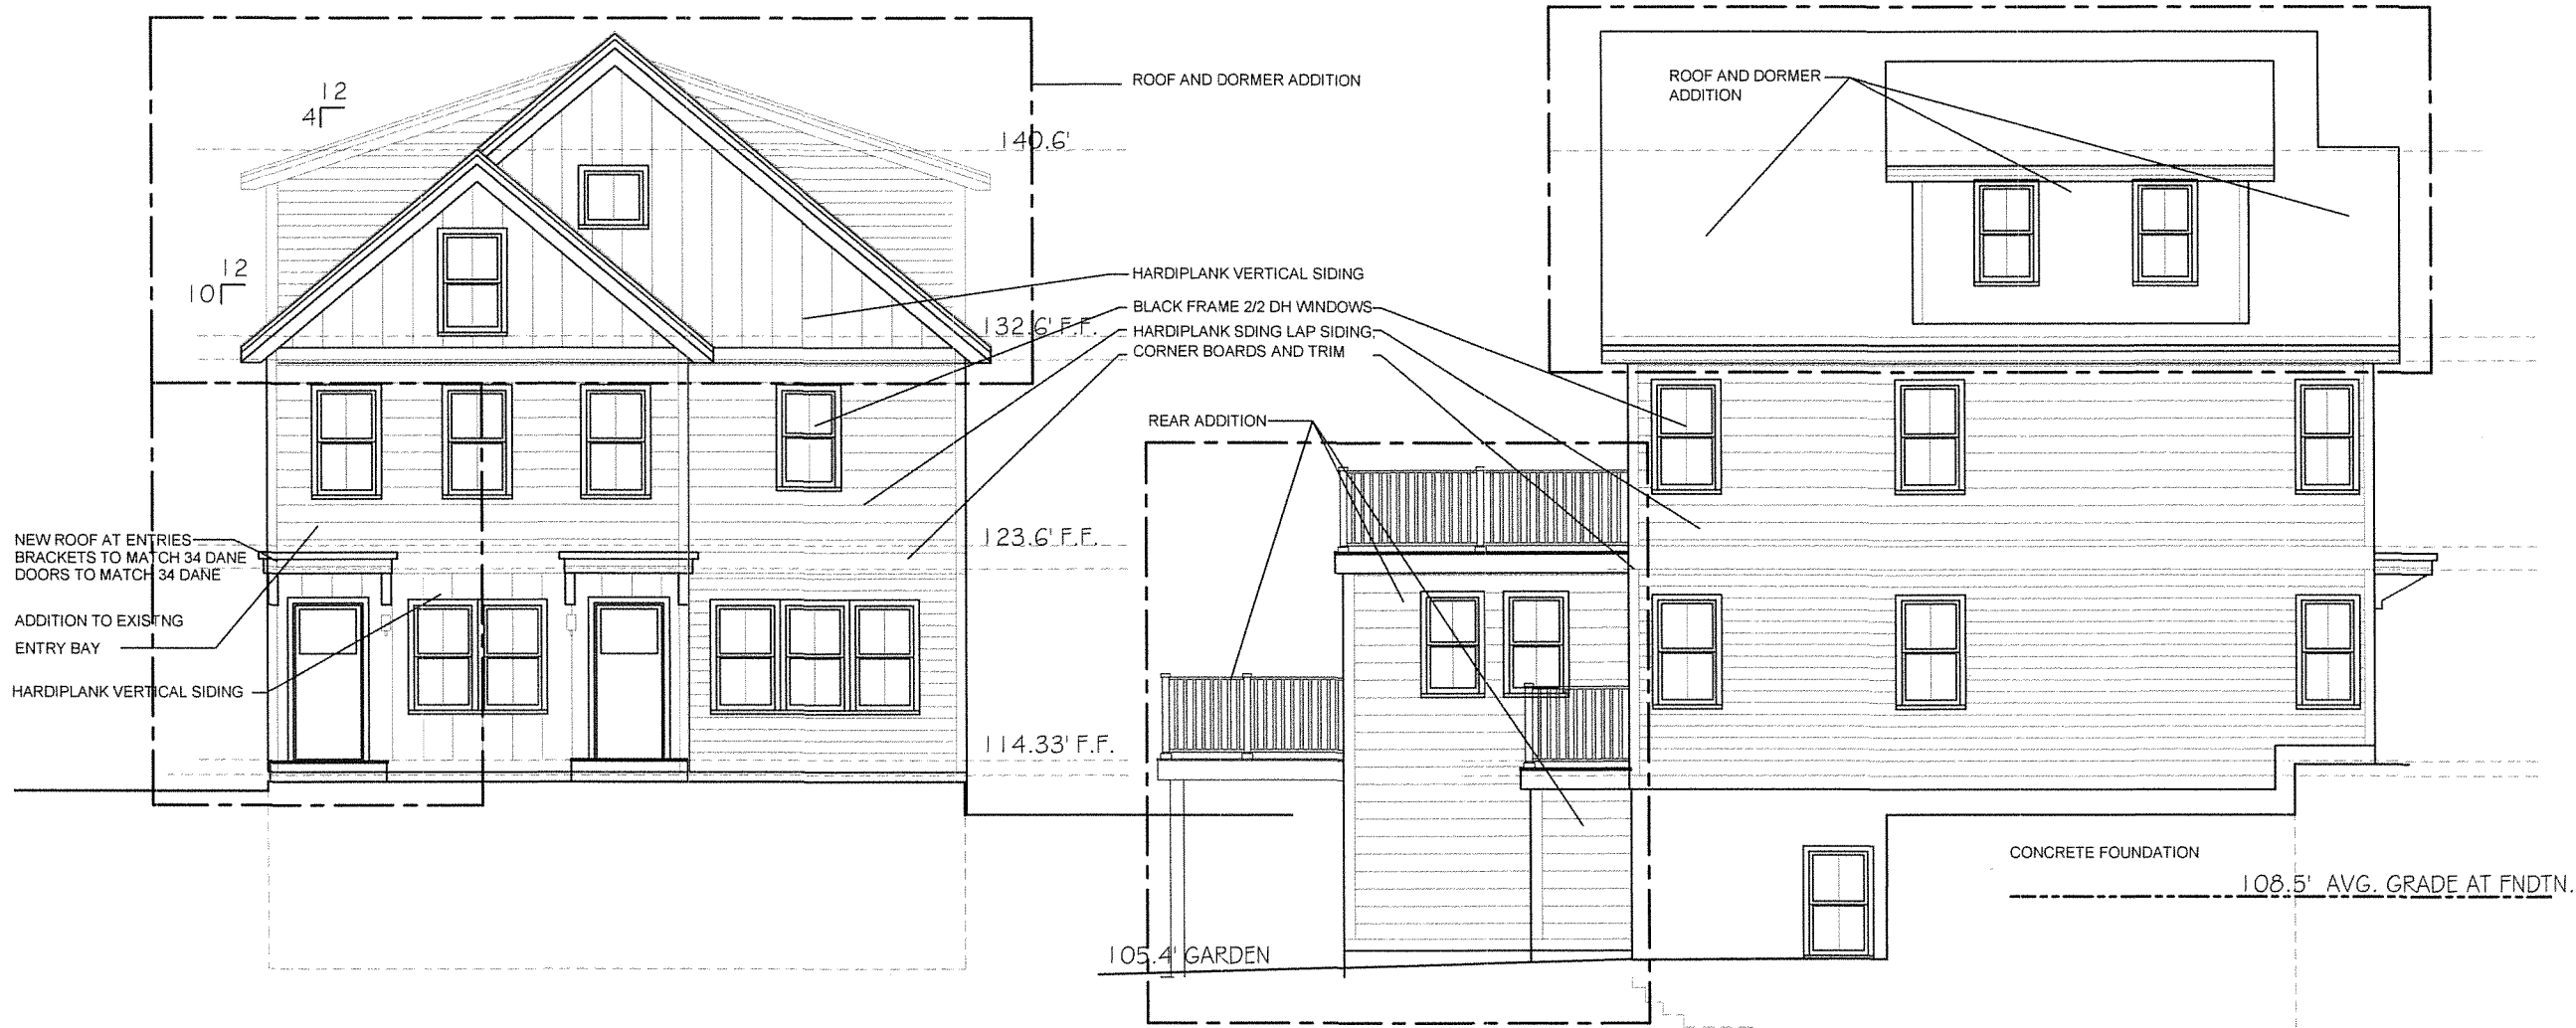 ROOF AND DORMER ADDITION
12
4
140.6'
12
10
132.6' F.F.
HARDIPLANK VERTICAL SIDING
BLACK FRAME 2/2 DH WINDOWS
HARDIPLANK SDING LAP SIDING,
CORNER BOARDS AND TRIM
NEW ROOF AT ENTRIES
BRACKETS TO MATCH 34 DANE
DOORS TO MATCH 34 DANE
ADDITION TO EXISTNG
ENTRY BAY
HARDIPLANK VERTICAL SIDING
123.6' F.F.
114.33' F.F.
ROOF AND DORMER
ADDITION
REAR ADDITION
105.4' GARDEN
CONCRETE FOUNDATION
108.5' AVG. GRADE AT FNDTN.